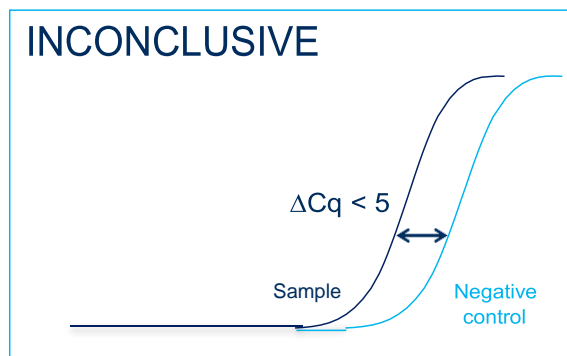 INCONCLUSIVE
ΔCq < 5
Sample
Negative
control